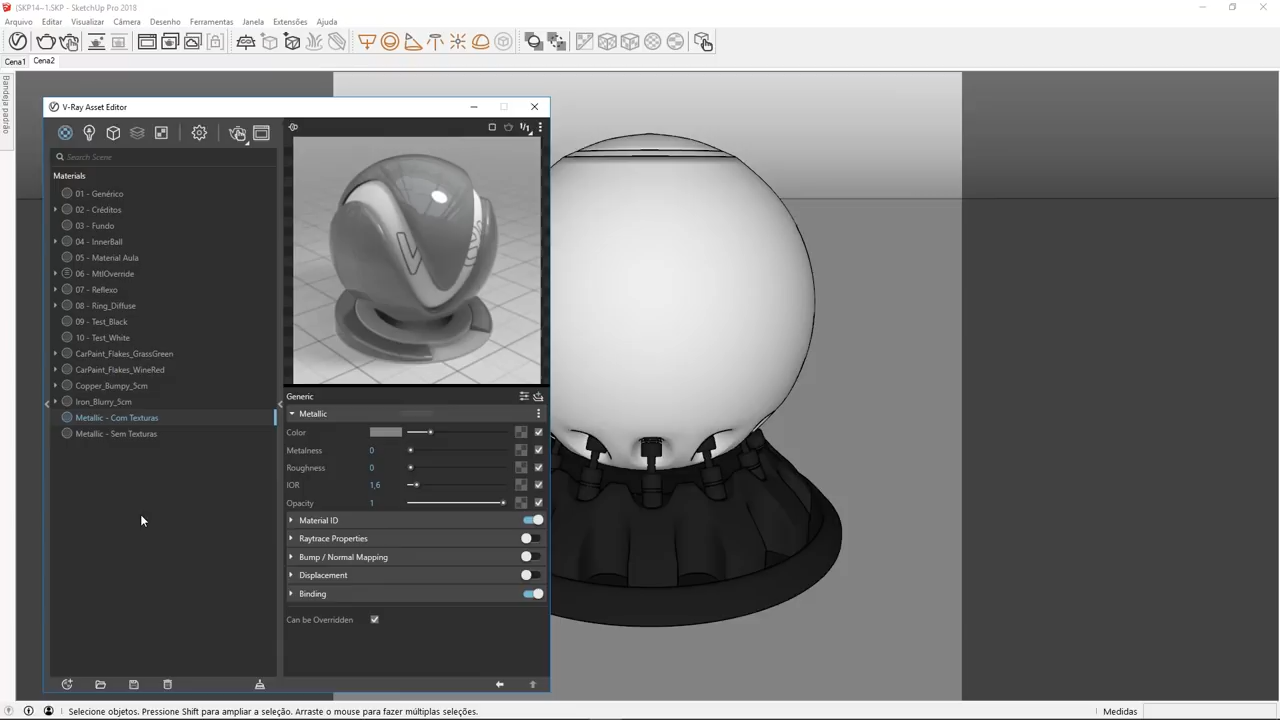 (SKP14~1.SKP - SketchUp Pro 2018
Arquivo Editar Visualizar Câmera Desenho Ferramentas Janela Extensões Ajuda
Cena1 Cena2
Bandeja padrão
V-Ray Asset Editor
Search Scene
Materials
01 - Genérico
02 - Créditos
03 - Fundo
04 - InnerBall
05 - Material Aula
06 - MtlOverride
07 - Reflexo
08 - Ring_Diffuse
09 - Test_Black
10 - Test_White
CarPaint_Flakes_GrassGreen
CarPaint_Flakes_WineRed
Copper_Bumpy_5cm
Iron_Blurry_5cm
Metallic - Com Texturas
Metallic - Sem Texturas
1/1
Generic
Metallic
Color
Metalness 0
Roughness 0
IOR 1,6
Opacity 1
Material ID
Raytrace Properties
Bump / Normal Mapping
Displacement
Binding
Can be Overridden
Selecione objetos. Pressione Shift para ampliar a seleção. Arraste o mouse para fazer múltiplas seleções.
Medidas